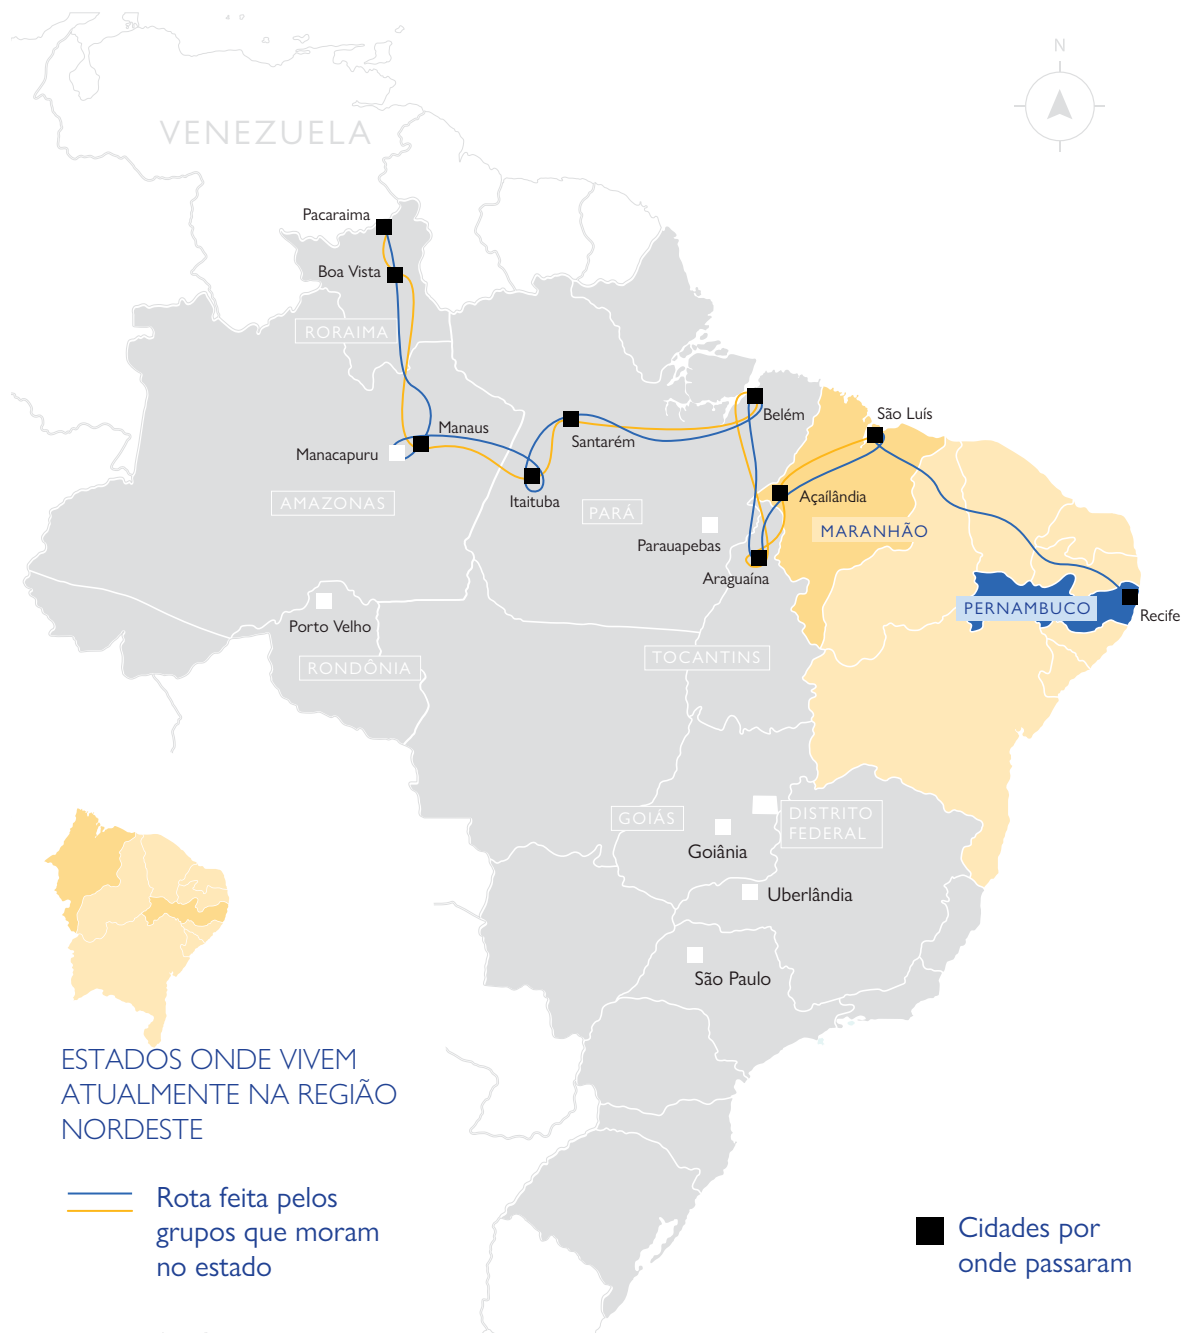 N
VENEZUELA
Pacaraima
Boa Vista
RORAIMA
Belém
São Luís
Manaus
Santarém
Manacapuru
Itaituba
Açaílândia
AMAZONAS
PARÁ
MARANHÃO
Parauapebas
Araguaína
PERNAMBUCO
Recife
Porto Velho
RONDÔNIA
TOCANTINS
GOIÁS
DISTRITO
FEDERAL
Goiânia
Uberlândia
São Paulo
ESTADOS ONDE VIVEM
ATUALMENTE NA REGIÃO
NORDESTE
Rota feita pelos
grupos que moram
no estado
Cidades por
onde passaram